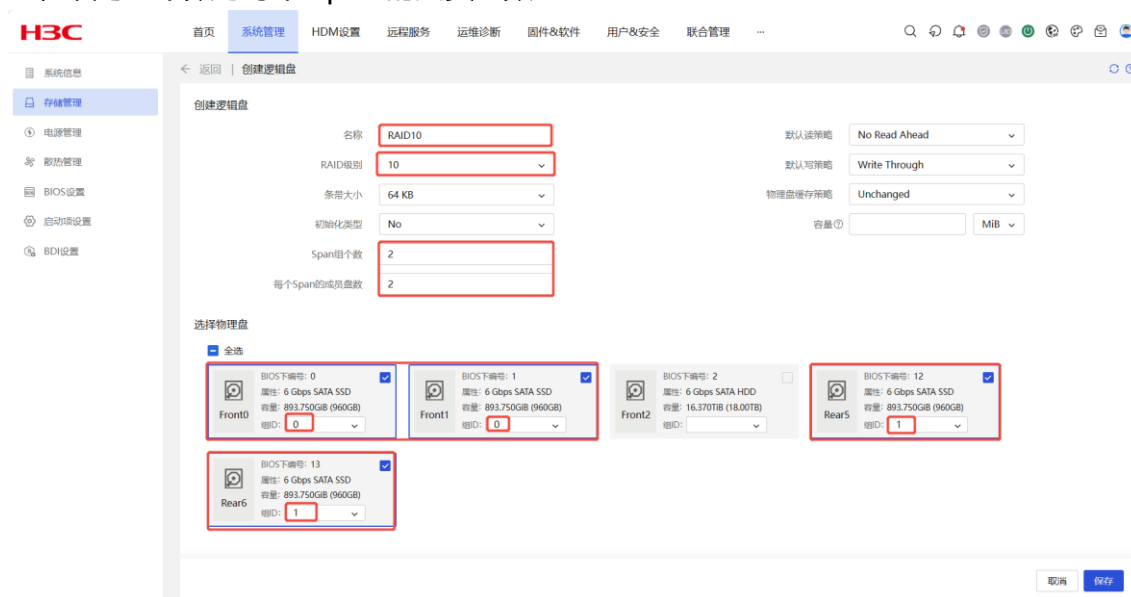 H3C 首页 系统管理 HDM设置 远程服务 运维诊断 固件&软件 用户&安全 联合管理 ...
系统信息
存储管理
电源管理
散热管理
BIOS设置
启动项设置
BDI设置
← 返回 | 创建逻辑盘
创建逻辑盘
名称 RAID10 默认读策略 No Read Ahead
RAID级别 10 默认写策略 Write Through
条带大小 64 KB 物理盘缓存策略 Unchanged
初始化类型 No 容量 MiB
Span组个数 2
每个Span的成员盘数 2
选择物理盘
全选
Front0
BIOS下编号: 0
属性: 6 Gbps SATA SSD
容量: 893.750GiB (960GB)
组ID: 0
Front1
BIOS下编号: 1
属性: 6 Gbps SATA SSD
容量: 893.750GiB (960GB)
组ID: 0
Front2
BIOS下编号: 2
属性: 6 Gbps SATA HDD
容量: 16.370TiB (18.00TB)
组ID:
Rear5
BIOS下编号: 12
属性: 6 Gbps SATA SSD
容量: 893.750GiB (960GB)
组ID: 1
Rear6
BIOS下编号: 13
属性: 6 Gbps SATA SSD
容量: 893.750GiB (960GB)
组ID: 1
取消 保存